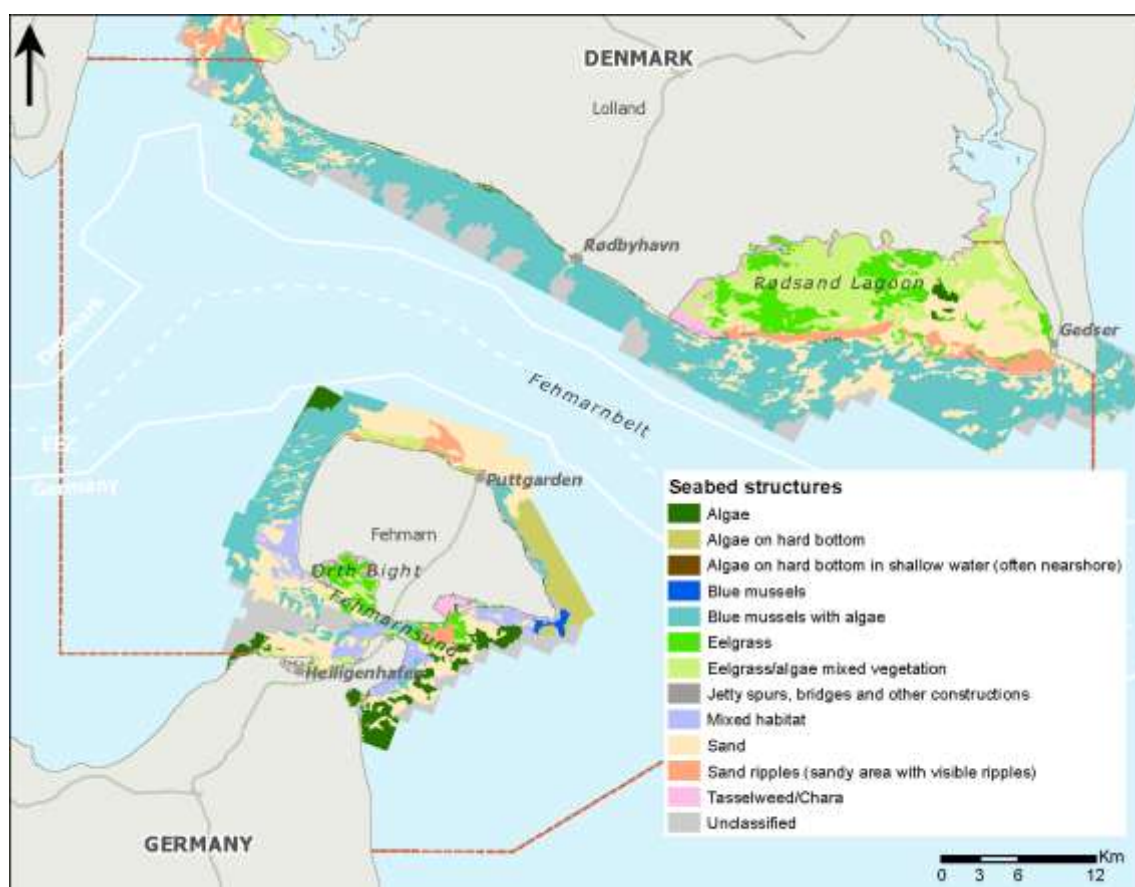 DENMARK
Lolland
Rødbyhavn
Rødsand Lagoon
Gedser
Denmark
Fehmarnbelt
EEZ
Germany
Puttgarden
Fehmarn
Orth Bight
Fehmarnsund
Heiligenhafen
GERMANY
Seabed structures
Algae
Algae on hard bottom
Algae on hard bottom in shallow water (often nearshore)
Blue mussels
Blue mussels with algae
Eelgrass
Eelgrass/algae mixed vegetation
Jetty spurs, bridges and other constructions
Mixed habitat
Sand
Sand ripples (sandy area with visible ripples)
Tasselweed/Chara
Unclassified
Km
0 3 6 12